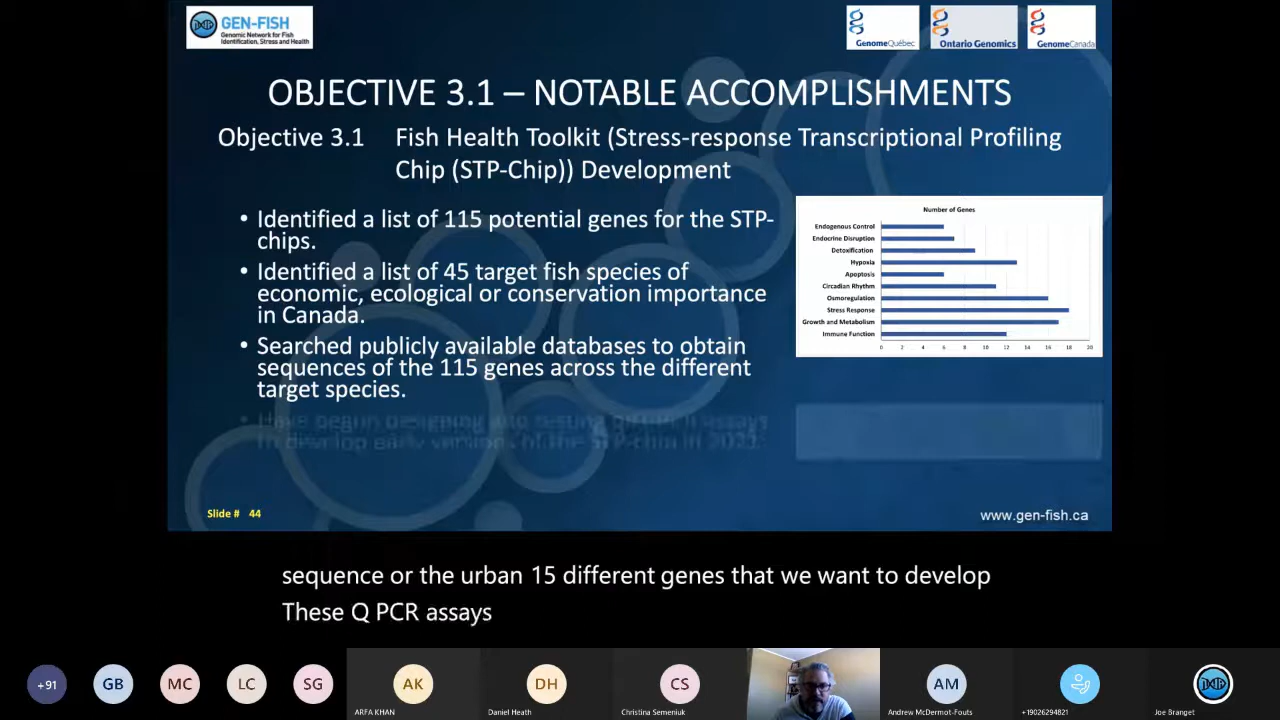 GEN-FISH
Genomic Network for Fish
Identification, Stress and Health
GenomeQuébec
Ontario Genomics
GenomeCanada
OBJECTIVE 3.1 – NOTABLE ACCOMPLISHMENTS
Objective 3.1 Fish Health Toolkit (Stress-response Transcriptional Profiling
Chip (STP-Chip)) Development
• Identified a list of 115 potential genes for the STP-
chips.
• Identified a list of 45 target fish species of
economic, ecological or conservation importance
in Canada.
• Searched publicly available databases to obtain
sequences of the 115 genes across the different
target species.
Number of Genes
Endogenous Control
Endocrine Disruption
Detoxification
Hypoxia
Apoptosis
Circadian Rhythm
Osmoregulation
Stress Response
Growth and Metabolism
Immune Function
0 2 4 6 8 10 12 14 16 18 20
Slide # 44
www.gen-fish.ca
sequence or the urban 15 different genes that we want to develop
These Q PCR assays
+91
GB
MC
LC
SG
AK
ARFA KHAN
DH
Daniel Heath
CS
Christina Semeniuk
AM
Andrew McDermot-Fouts
+19026294821
Joe Branget